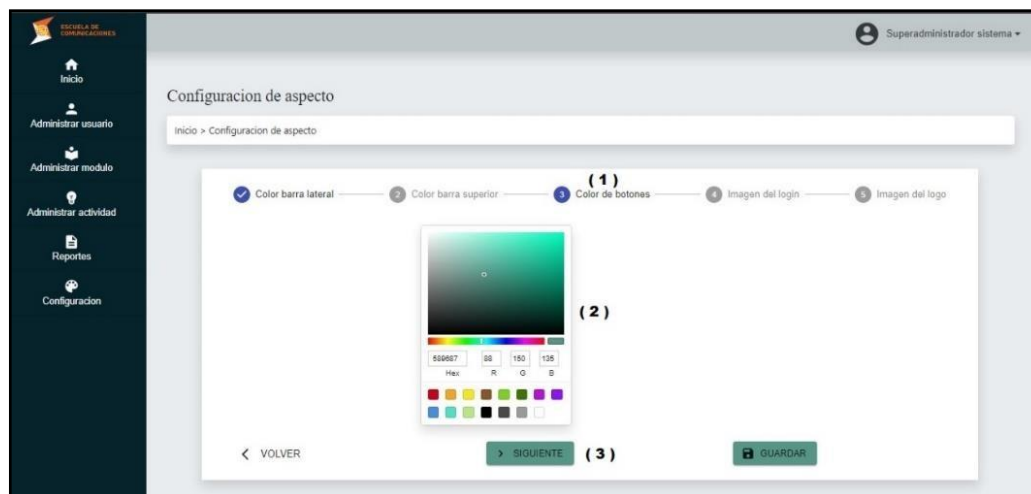 ESCUELA DE
COMUNICACIONES
Superadministrador sistema
Inicio
Administrar usuario
Administrar modulo
Administrar actividad
Reportes
Configuracion
Configuracion de aspecto
Inicio > Configuracion de aspecto
( 1 )
Color barra lateral
2 Color barra superior
3 Color de botones
4 Imagen del login
5 Imagen del logo
( 2 )
589687 88 150 135
Hex R G B
VOLVER
SIGUIENTE
( 3 )
GUARDAR